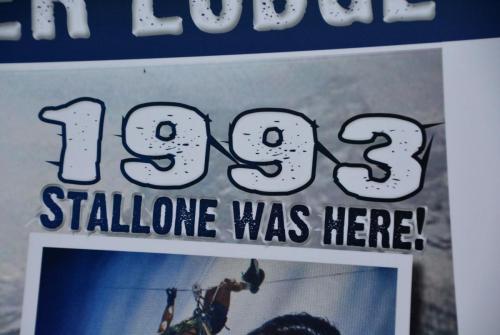 ER LODGE
1993
STALLONE WAS HERE!